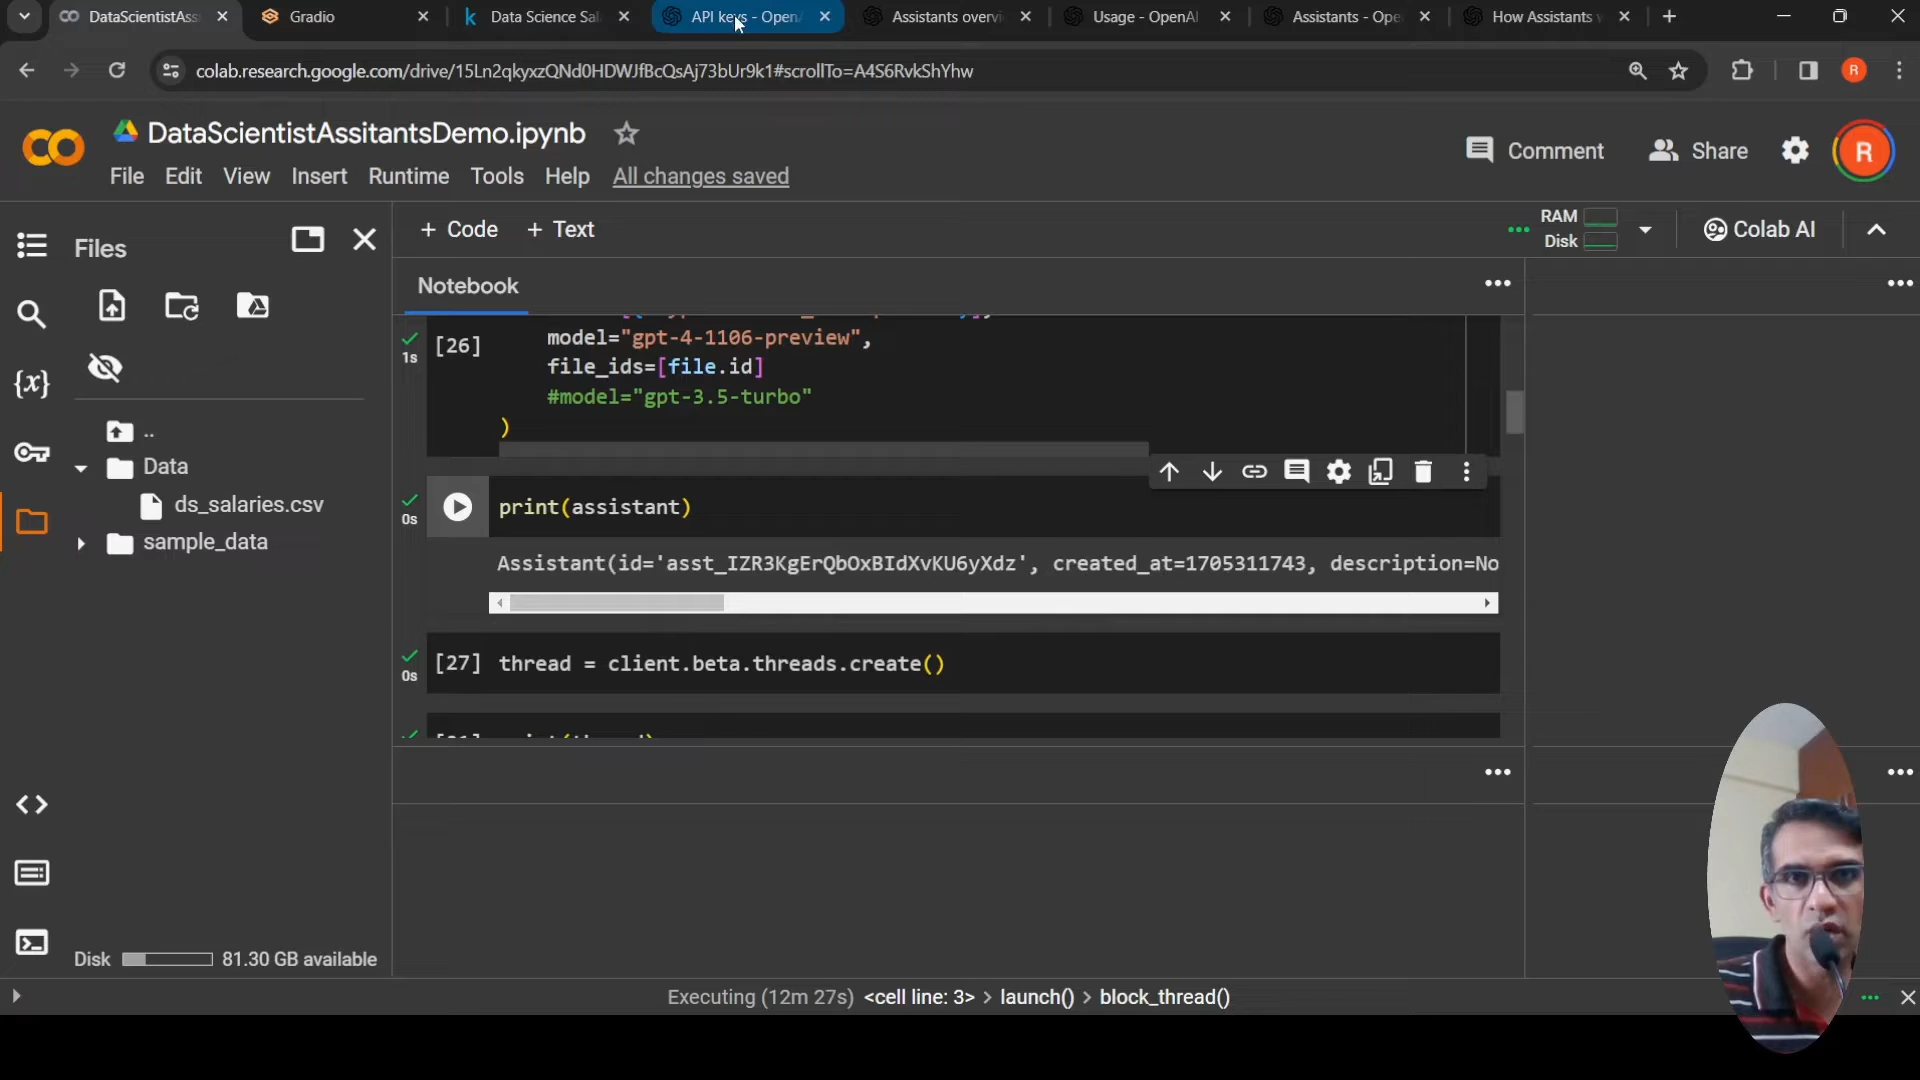 DataScientistAss
Gradio
Data Science Sal
API keys - OpenA
Assistants overvi
Usage - OpenAI
Assistants - Ope
How Assistants w
colab.research.google.com/drive/15Ln2qkyxzQNd0HDWJfBcQsAj73bUr9k1#scrollTo=A4S6RvkShYhw
R
DataScientistAssitantsDemo.ipynb
Comment
Share
R
File Edit View Insert Runtime Tools Help All changes saved
Files
+ Code + Text
RAM
Disk
Colab AI
Notebook
[26]
1s
model="gpt-4-1106-preview",
file_ids=[file.id]
#model="gpt-3.5-turbo"
)
..
Data
ds_salaries.csv
sample_data
0s
print(assistant)
Assistant(id='asst_IZR3KgErQbOxBIdXvKU6yXdz', created_at=1705311743, description=No
[27] thread = client.beta.threads.create()
0s
Disk 81.30 GB available
Executing (12m 27s) <cell line: 3> > launch() > block_thread()